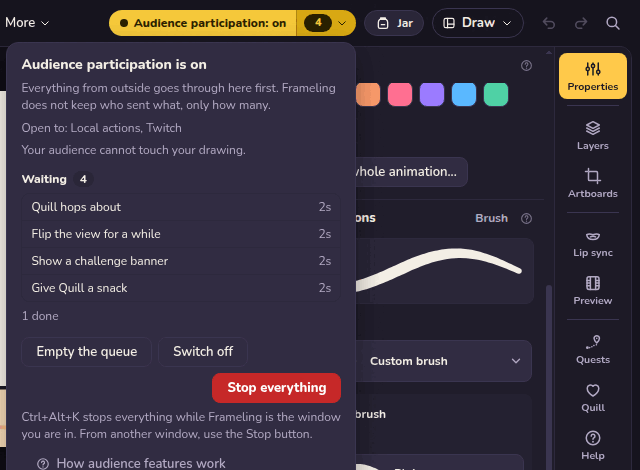 More
Audience participation: on
4
Jar
Draw
Audience participation is on
Everything from outside goes through here first. Frameling
does not keep who sent what, only how many.
Open to: Local actions, Twitch
Your audience cannot touch your drawing.
Waiting 4
Quill hops about 2s
Flip the view for a while 2s
Show a challenge banner 2s
Give Quill a snack 2s
1 done
Empty the queue
Switch off
Stop everything
Ctrl+Alt+K stops everything while Frameling is the window
you are in. From another window, use the Stop button.
How audience features work
whole animation...
ons
Brush
Custom brush
brush
Properties
Layers
Artboards
Lip sync
Preview
Quests
Quill
Help